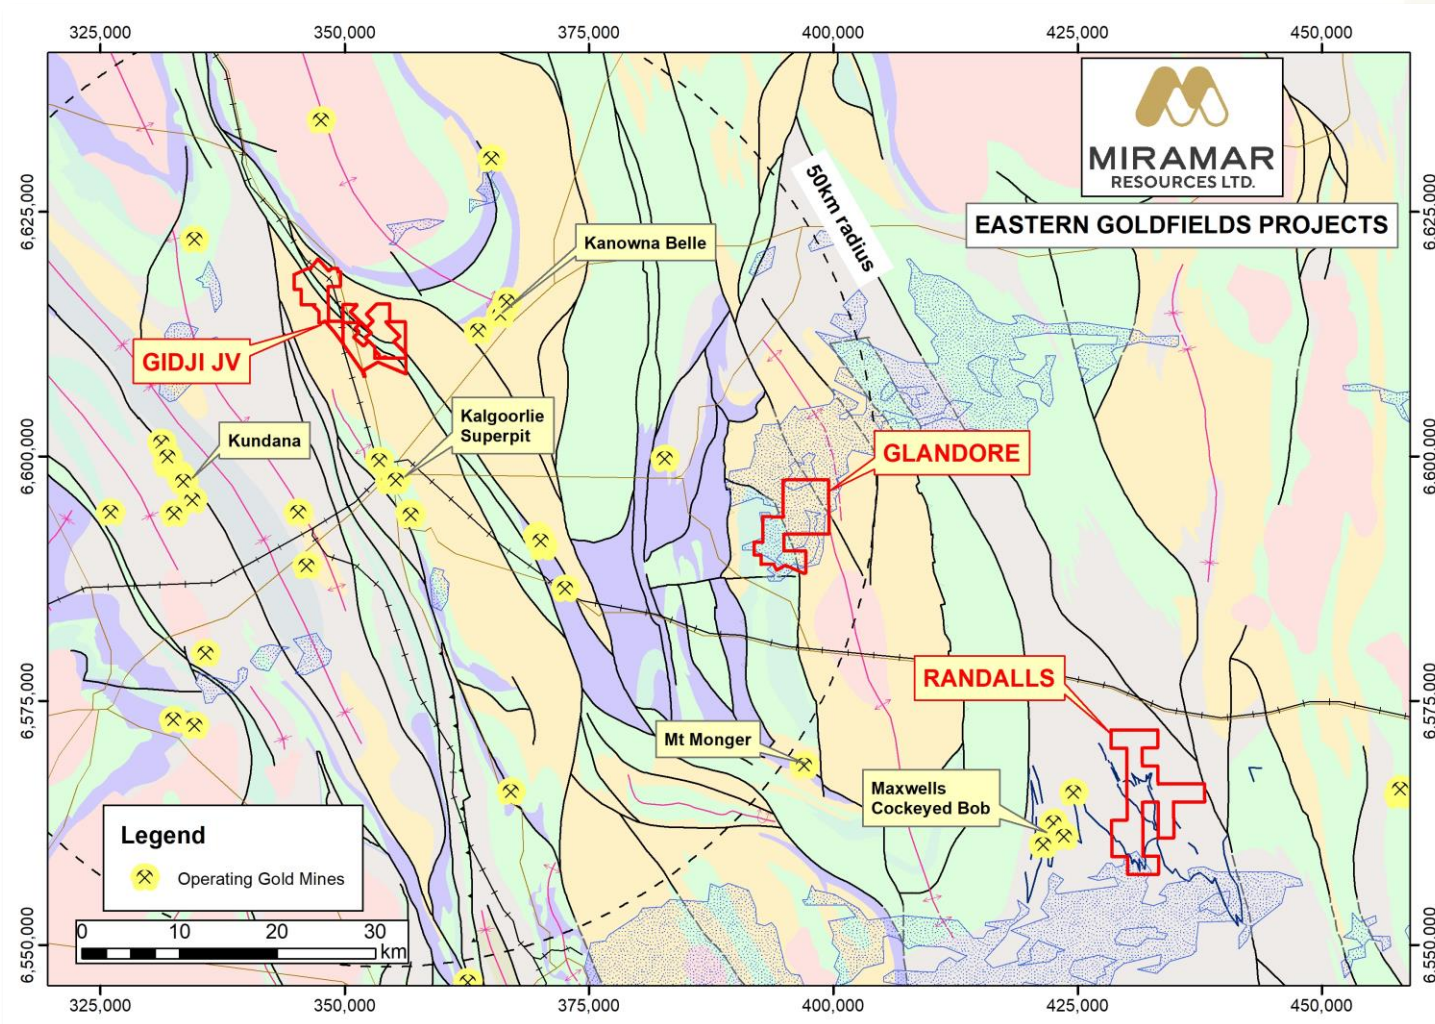 325,000
350,000
375,000
400,000
425,000
450,000
MIRAMAR
RESOURCES LTD.
EASTERN GOLDFIELDS PROJECTS
50km radius
6,625,000
6,625,000
Kanowna Belle
GIDJI JV
Kalgoorlie
Superpit
Kundana
GLANDORE
6,600,000
6,600,000
RANDALLS
6,575,000
6,575,000
Mt Monger
Maxwells
Cockeyed Bob
Legend
Operating Gold Mines
0
10
20
30
km
6,550,000
6,550,000
325,000
350,000
375,000
400,000
425,000
450,000